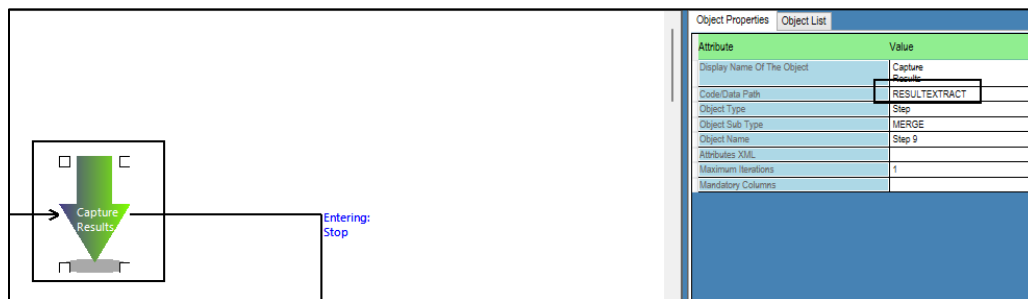 Object Properties Object List
Attribute Value
Display Name Of The Object Capture
Results
Code/Data Path RESULTEXTRACT
Object Type Step
Object Sub Type MERGE
Object Name Step 9
Attributes XML
Maximum Iterations 1
Mandatory Columns
Capture
Results
Entering:
Stop